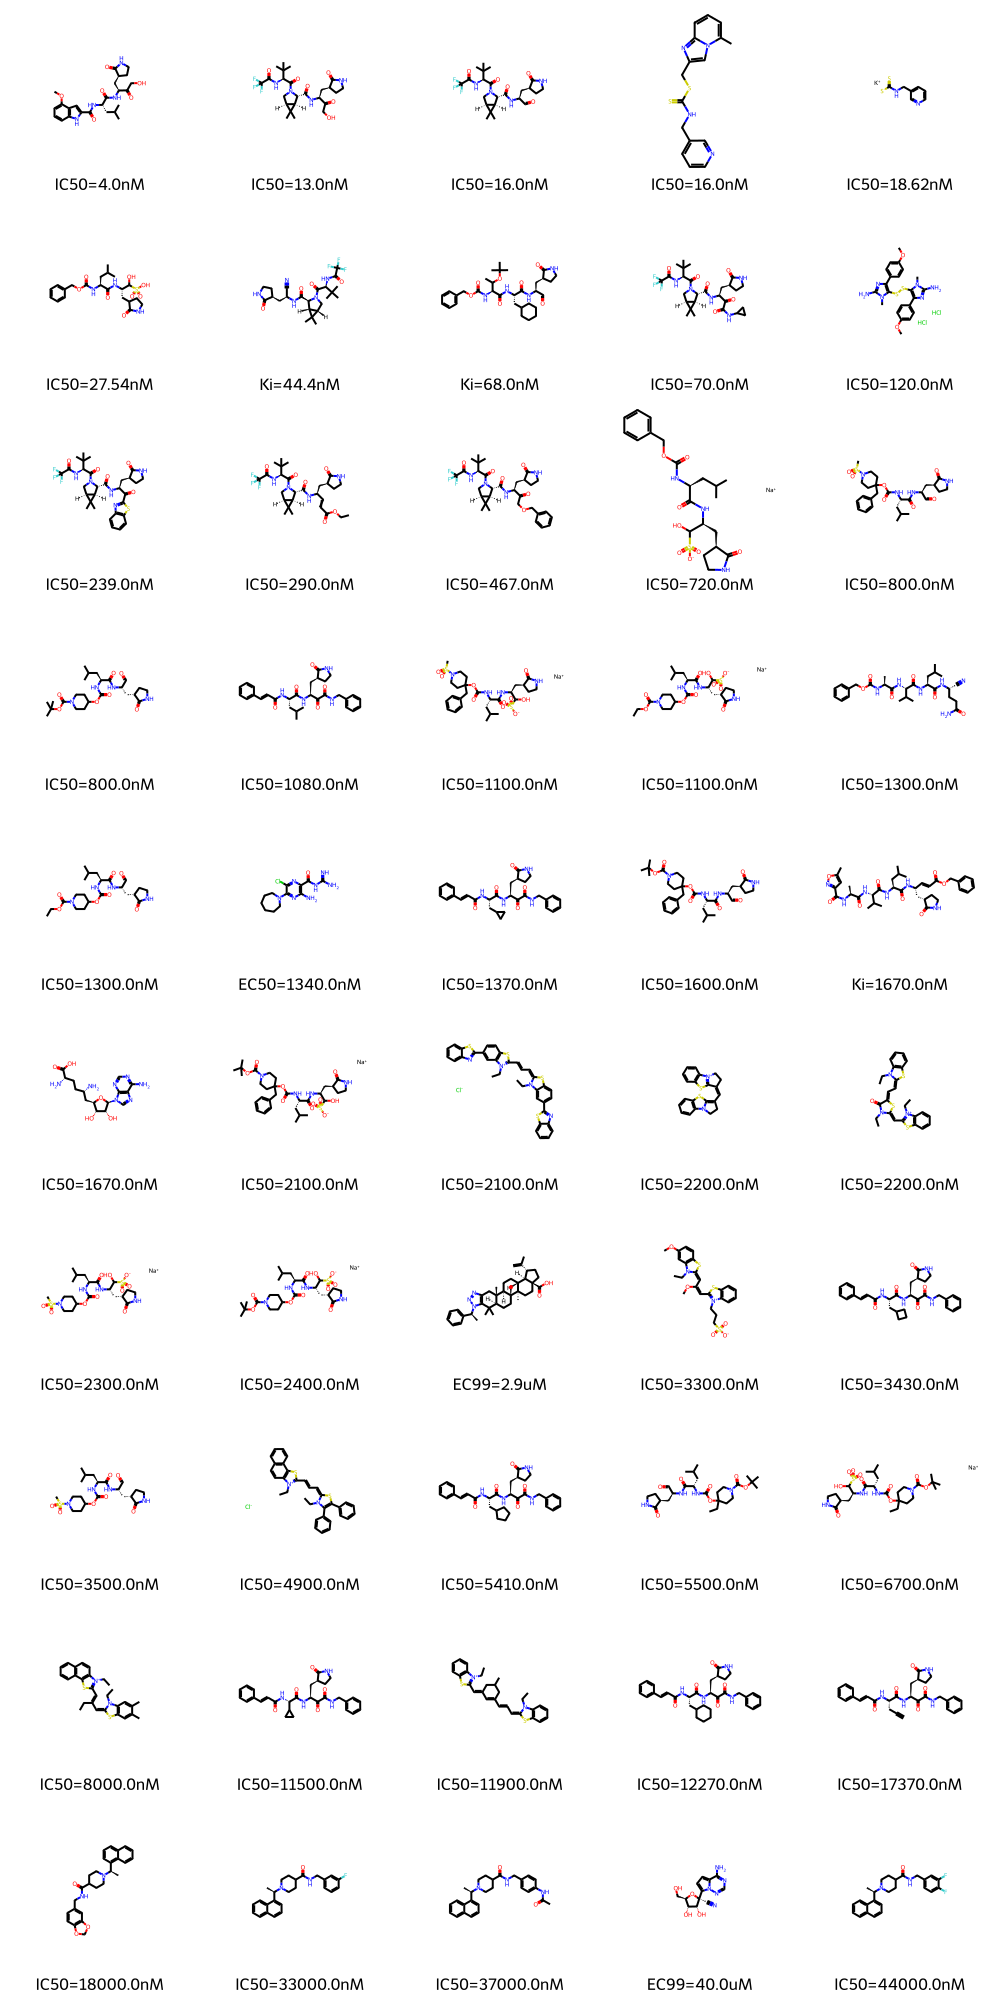 IC50=4.0nM IC50=13.0nM IC50=16.0nM IC50=16.0nM IC50=18.62nM
IC50=27.54nM Ki=44.4nM Ki=68.0nM IC50=70.0nM IC50=120.0nM
IC50=239.0nM IC50=290.0nM IC50=467.0nM IC50=720.0nM IC50=800.0nM
IC50=800.0nM IC50=1080.0nM IC50=1100.0nM IC50=1100.0nM IC50=1300.0nM
IC50=1300.0nM EC50=1340.0nM IC50=1370.0nM IC50=1600.0nM Ki=1670.0nM
IC50=1670.0nM IC50=2100.0nM IC50=2100.0nM IC50=2200.0nM IC50=2200.0nM
IC50=2300.0nM IC50=2400.0nM EC99=2.9uM IC50=3300.0nM IC50=3430.0nM
IC50=3500.0nM IC50=4900.0nM IC50=5410.0nM IC50=5500.0nM IC50=6700.0nM
IC50=8000.0nM IC50=11500.0nM IC50=11900.0nM IC50=12270.0nM IC50=17370.0nM
IC50=18000.0nM IC50=33000.0nM IC50=37000.0nM EC99=40.0uM IC50=44000.0nM